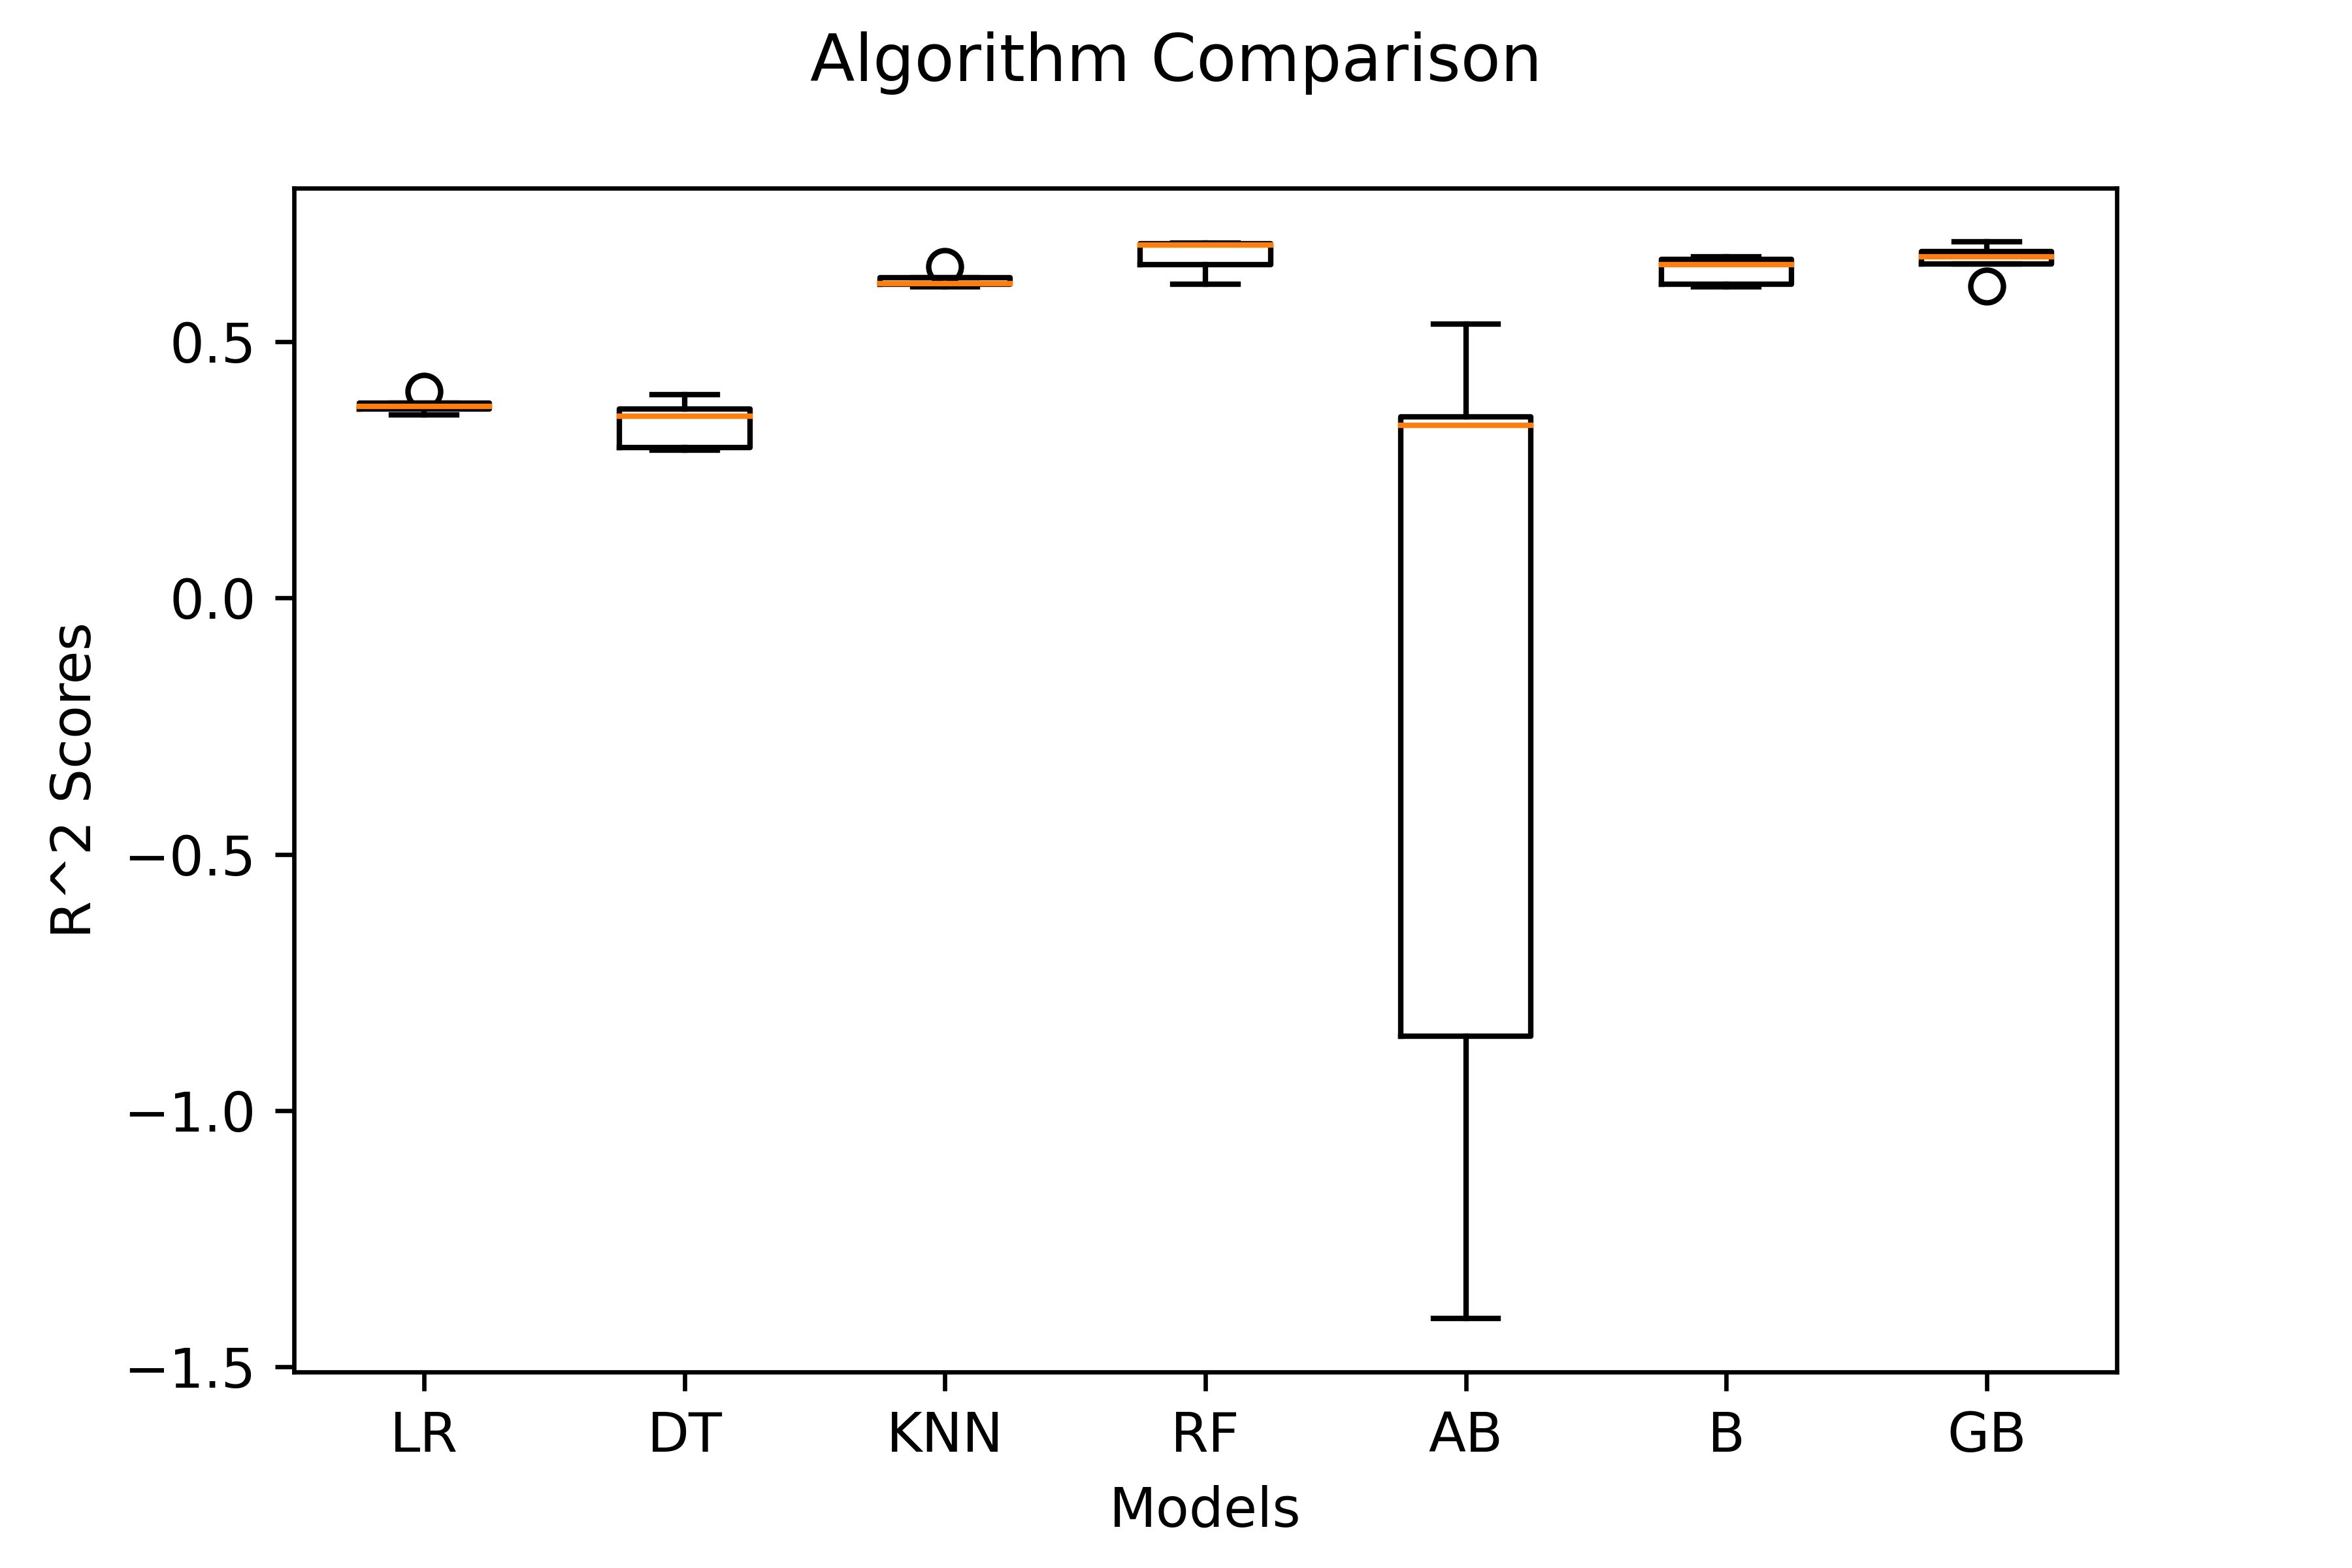 Algorithm Comparison
R^2 Scores
0.5
0.0
−0.5
−1.0
−1.5
LR DT KNN RF AB B GB
Models